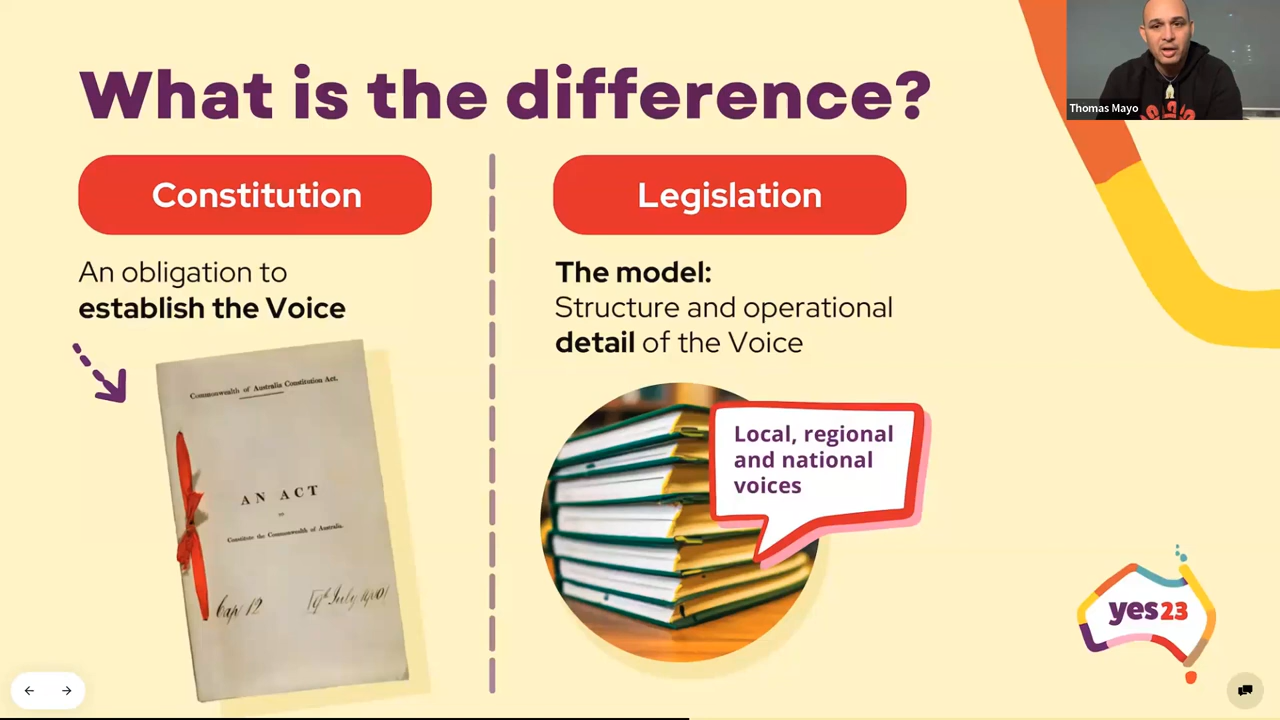 What is the difference?
Thomas Mayo
Constitution
An obligation to
establish the Voice
Commonwealth of Australia Constitution Act.
AN ACT
TO
Constitute the Commonwealth of Australia.
Cap 12
9th July 1900
Legislation
The model:
Structure and operational
detail of the Voice
Local, regional
and national
voices
yes23